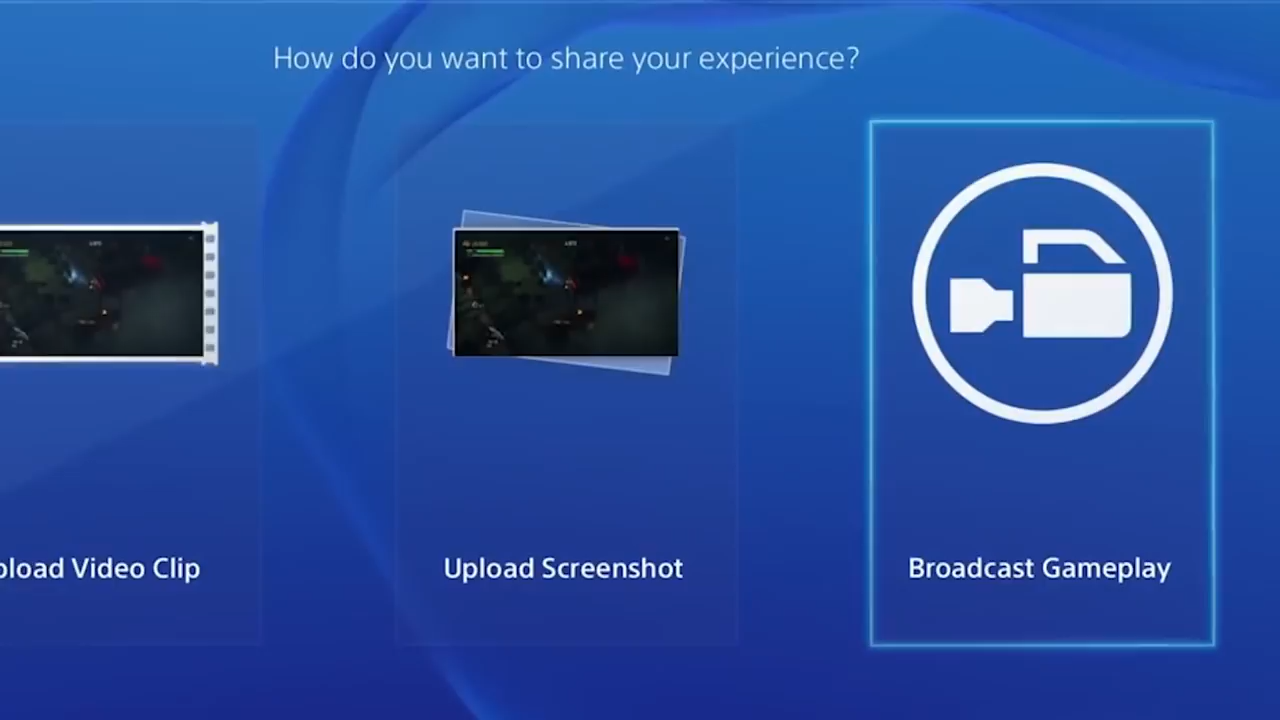 How do you want to share your experience?
pload Video Clip
Upload Screenshot
Broadcast Gameplay